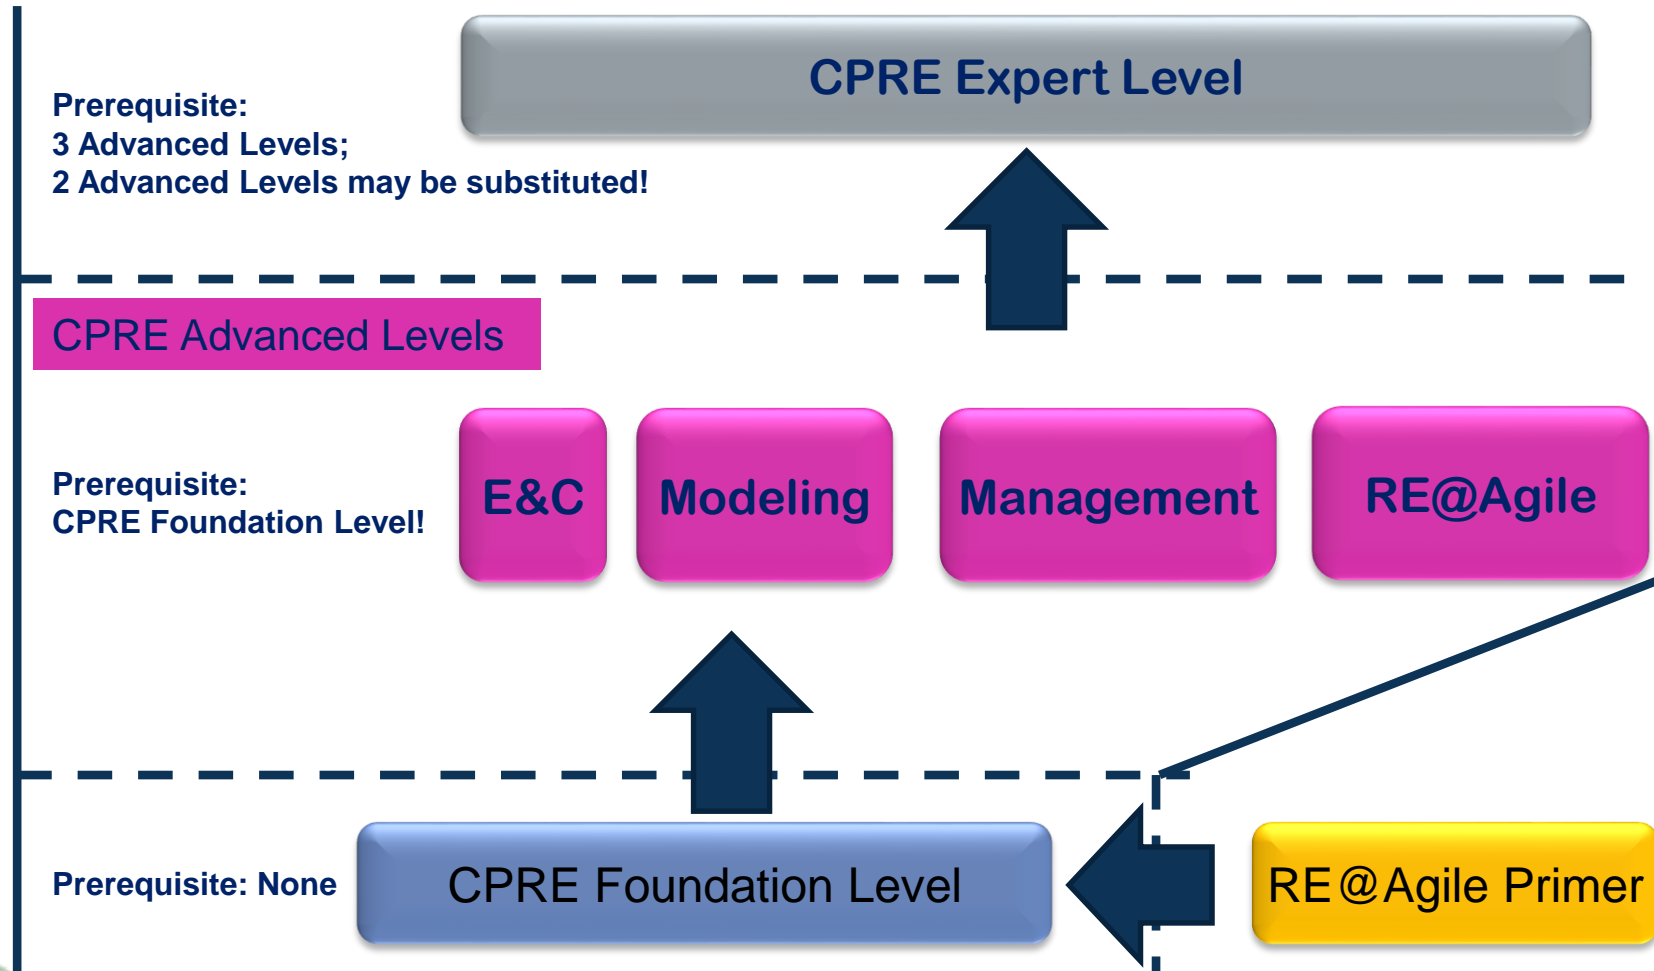 CPRE Expert Level
Prerequisite:
3 Advanced Levels;
2 Advanced Levels may be substituted!
CPRE Advanced Levels
E&C
Modeling
Management
RE@Agile
Prerequisite:
CPRE Foundation Level!
Prerequisite: None
CPRE Foundation Level
RE@Agile Primer